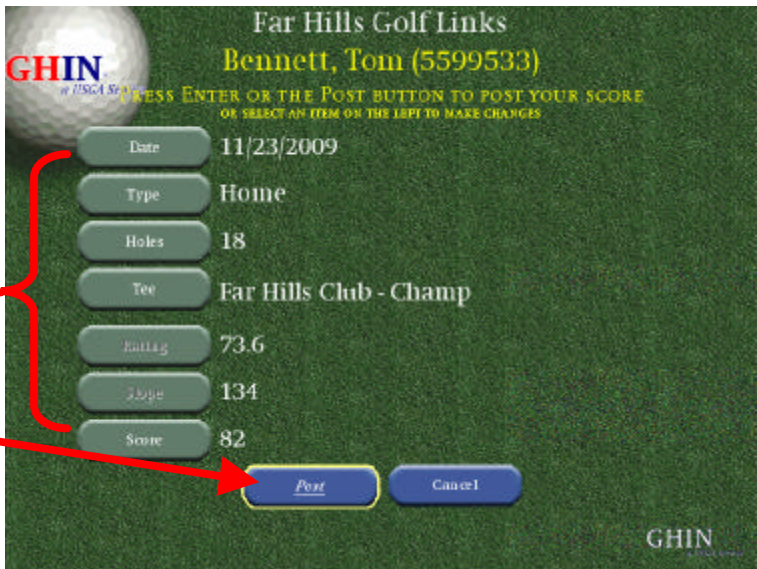 Far Hills Golf Links
Bennett, Tom (5599533)
GHIN
PRESS ENTER OR THE POST BUTTON TO POST YOUR SCORE
OR SELECT AN ITEM ON THE LEFT TO MAKE CHANGES
Date 11/23/2009
Type Home
Holes 18
Tee Far Hills Club - Champ
Rating 73.6
Slope 134
Score 82
Post Cancel
GHIN